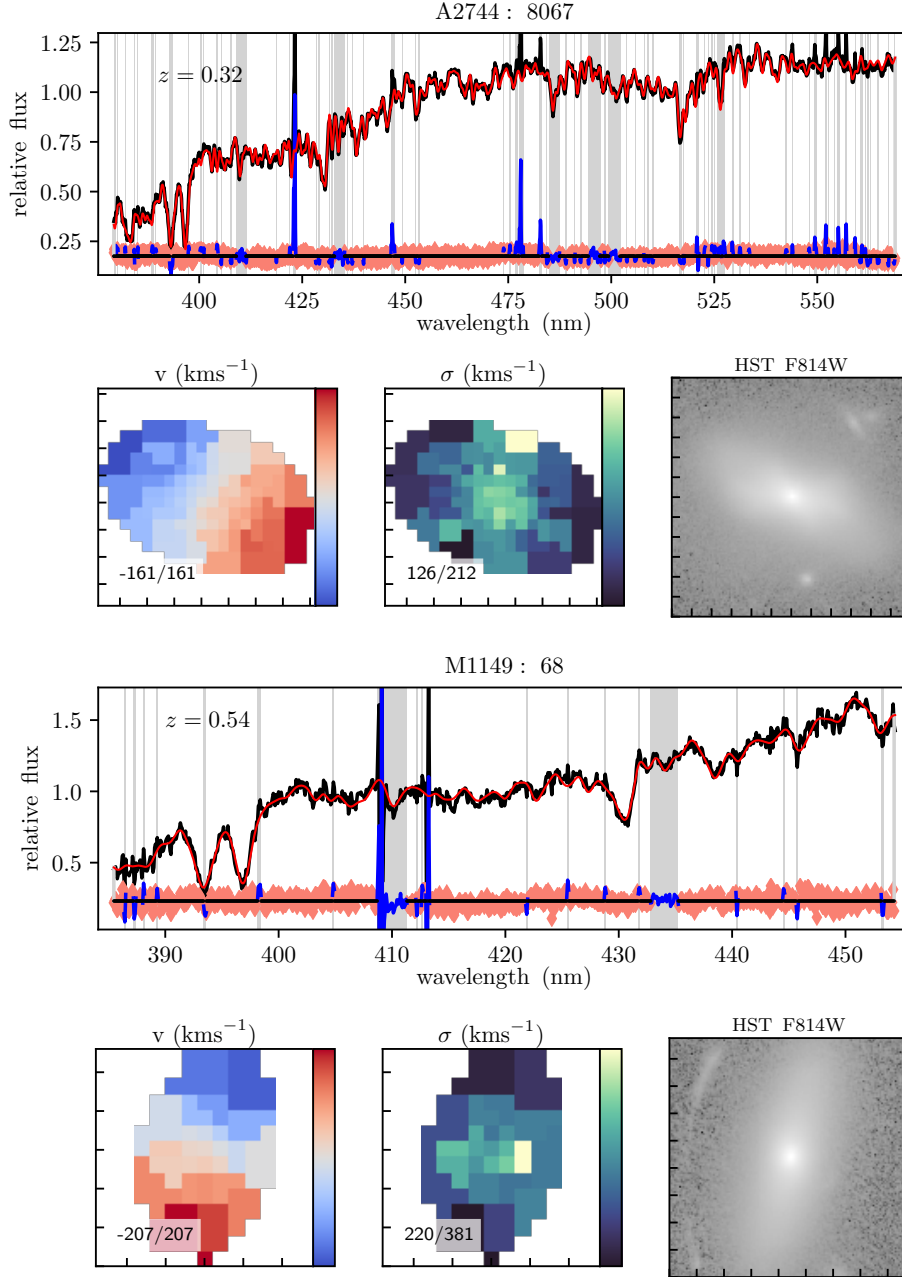 A2744 : 8067
z = 0.32
relative flux
1.25
1.00
0.75
0.50
0.25
400 425 450 475 500 525 550
wavelength (nm)
v (kms⁻¹)
σ (kms⁻¹)
HST F814W
-161/161
126/212
M1149 : 68
z = 0.54
relative flux
1.5
1.0
0.5
390 400 410 420 430 440 450
wavelength (nm)
v (kms⁻¹)
σ (kms⁻¹)
HST F814W
-207/207
220/381